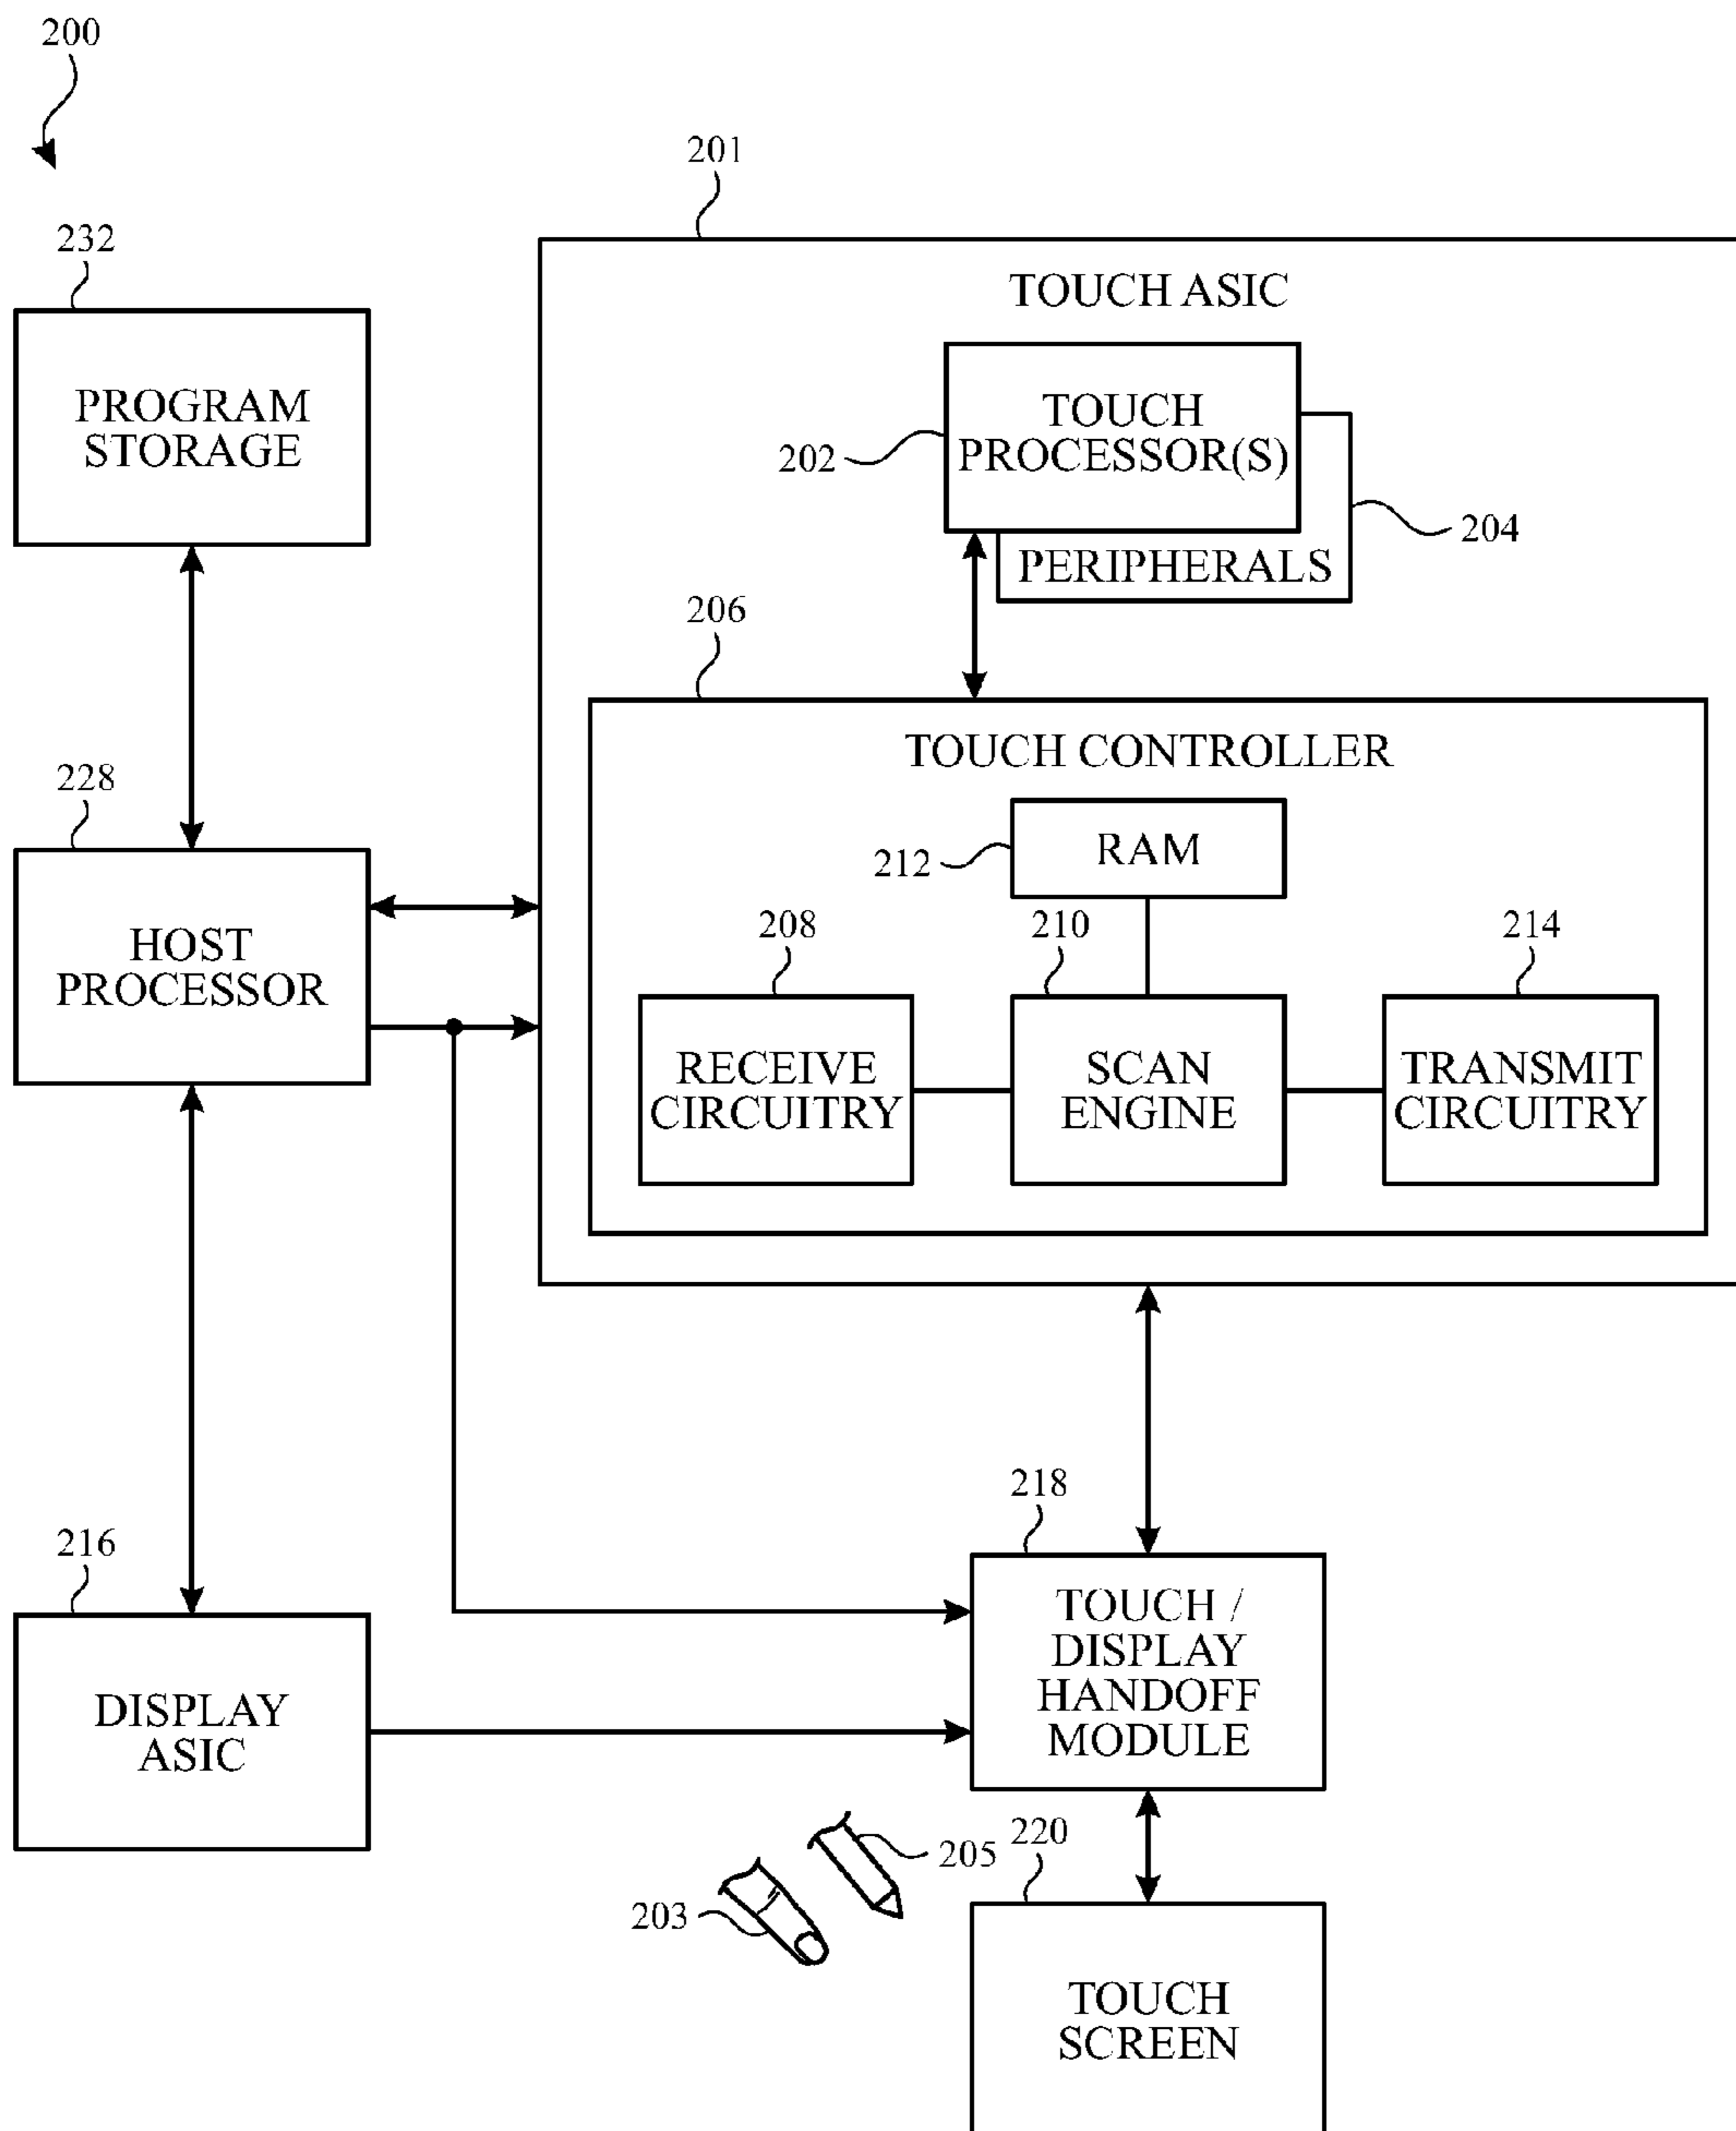 200
201
232
TOUCH ASIC
PROGRAM
STORAGE
TOUCH
PROCESSOR(S)
202
204
PERIPHERALS
206
TOUCH CONTROLLER
228
RAM
212
HOST
PROCESSOR
208
210
214
RECEIVE
CIRCUITRY
SCAN
ENGINE
TRANSMIT
CIRCUITRY
218
216
TOUCH /
DISPLAY
HANDOFF
MODULE
DISPLAY
ASIC
205
220
203
TOUCH
SCREEN